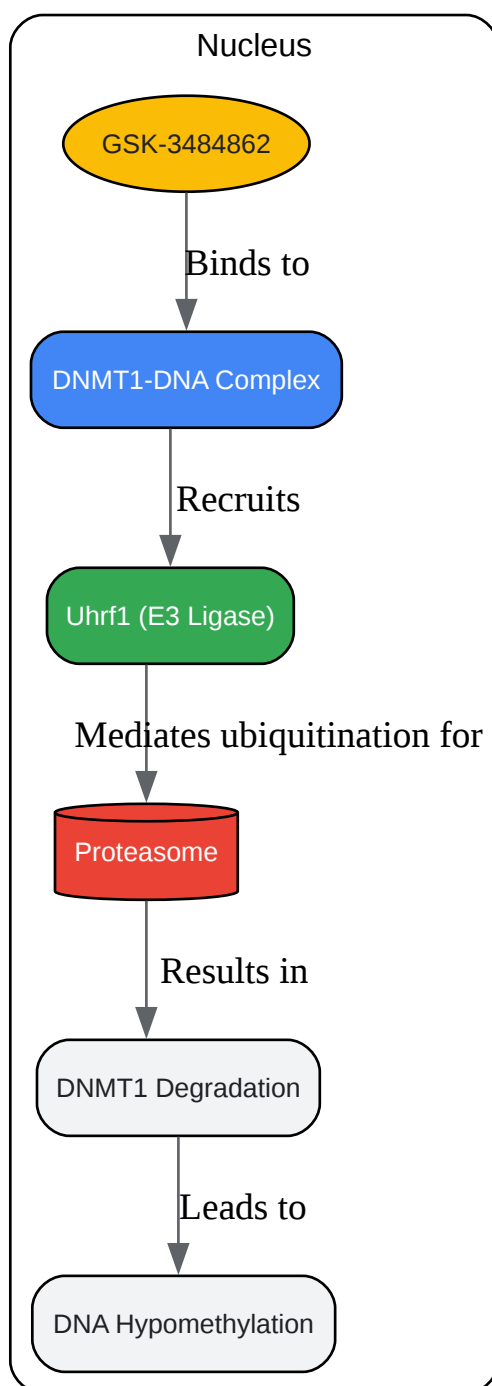 Nucleus
GSK-3484862
Binds to
DNMT1-DNA Complex
Recruits
Uhrf1 (E3 Ligase)
Mediates ubiquitination for
Proteasome
Results in
DNMT1 Degradation
Leads to
DNA Hypomethylation